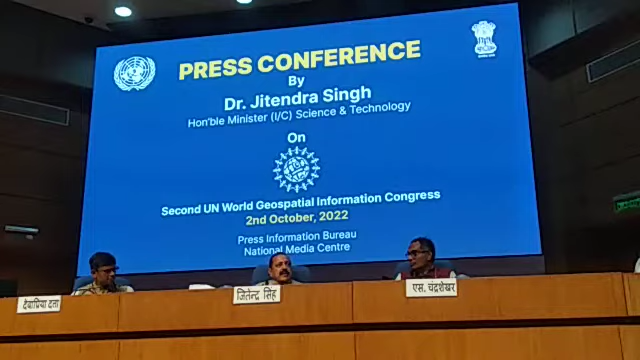 PRESS CONFERENCE
By
Dr. Jitendra Singh
Hon'ble Minister (I/C) Science & Technology
On
Second UN World Geospatial Information Congress
2nd October, 2022
Press Information Bureau
National Media Centre
देवाप्रिया दत्ता
जितेन्द्र सिंह
एस. चंद्रशेखर